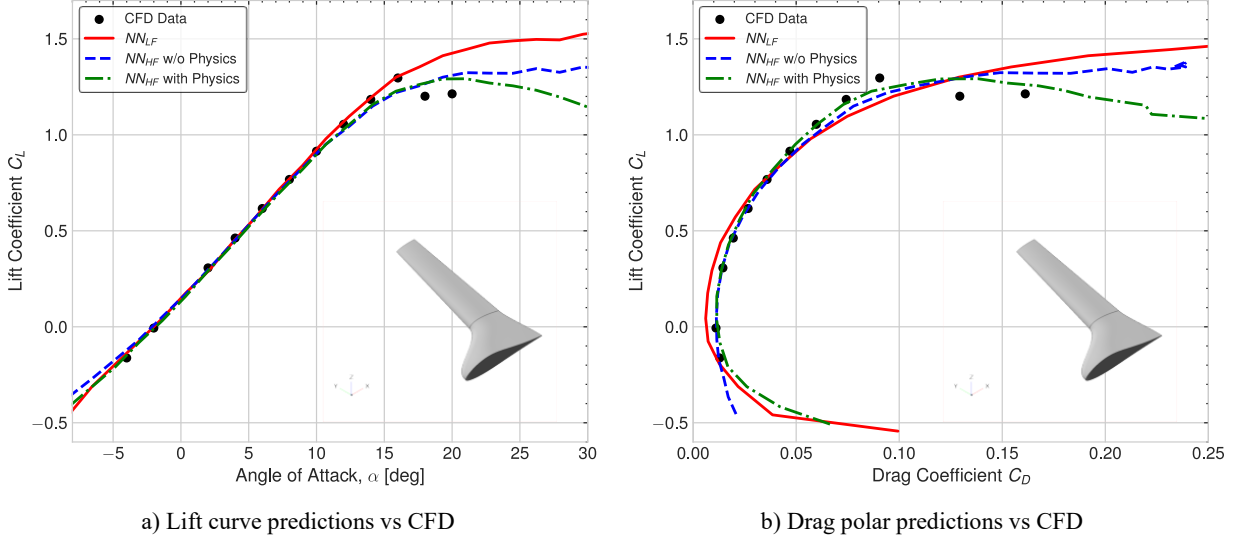 CFD Data
NN_LF
NN_HF w/o Physics
NN_HF with Physics
1.5
1.0
0.5
0.0
−0.5
Lift Coefficient C_L
−5 0 5 10 15 20 25 30
Angle of Attack, α [deg]
a) Lift curve predictions vs CFD
CFD Data
NN_LF
NN_HF w/o Physics
NN_HF with Physics
1.5
1.0
0.5
0.0
−0.5
Lift Coefficient C_L
0.00 0.05 0.10 0.15 0.20 0.25
Drag Coefficient C_D
b) Drag polar predictions vs CFD